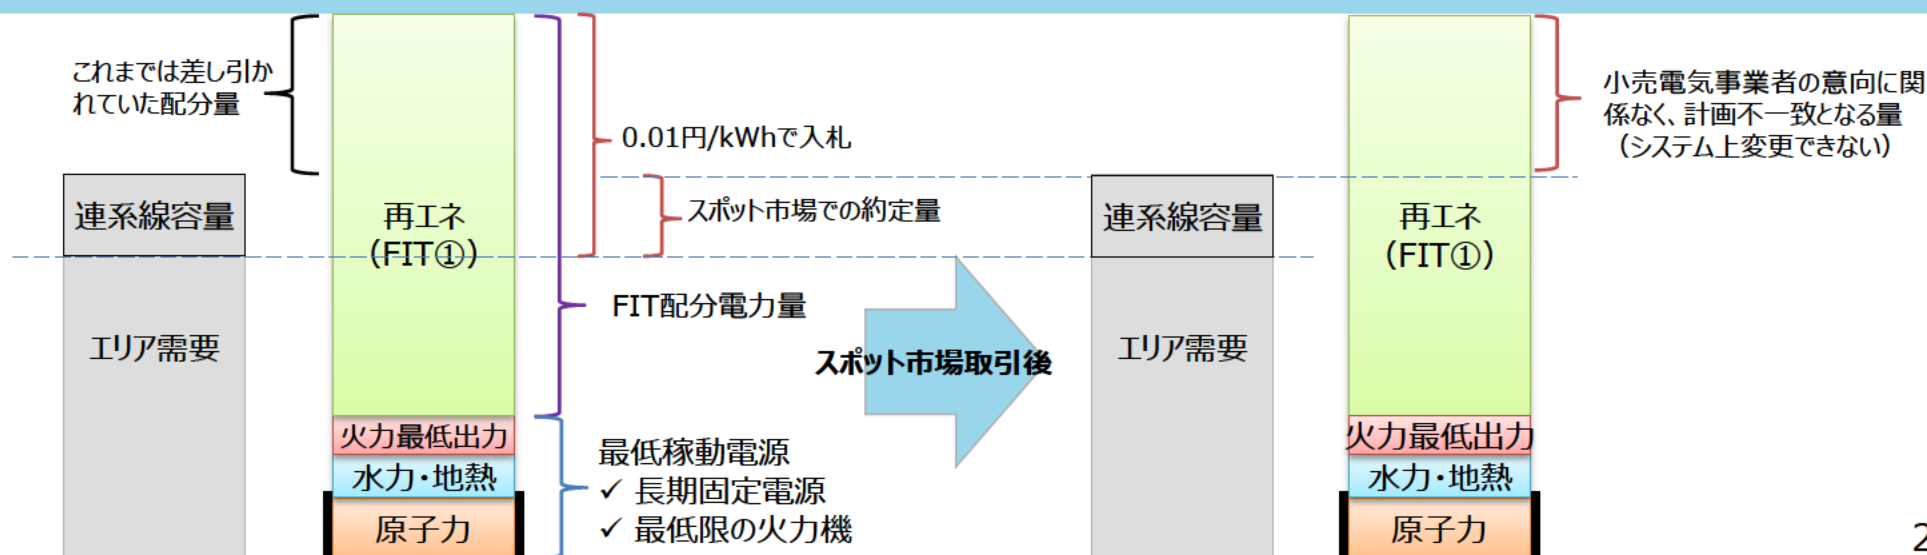 これまでは差し引か
れていた配分量
連系線容量
エリア需要
再エネ
(FIT①)
火力最低出力
水力・地熱
原子力
0.01円/kWhで入札
スポット市場での約定量
FIT配分電力量
最低稼動電源
✓ 長期固定電源
✓ 最低限の火力機
スポット市場取引後
連系線容量
エリア需要
再エネ
(FIT①)
火力最低出力
水力・地熱
原子力
小売電気事業者の意向に関
係なく、計画不一致となる量
（システム上変更できない）
2